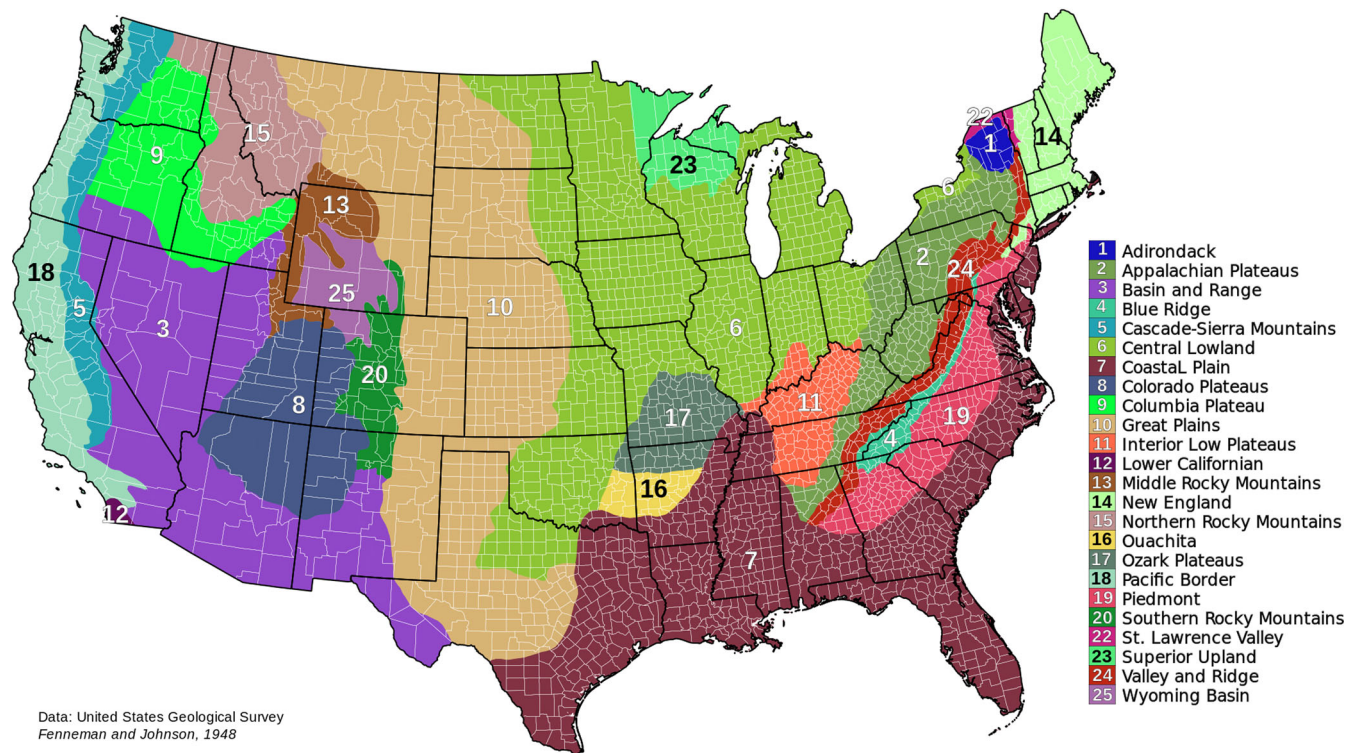 22
1
14
15
9
23
6
13
2
24
18
25
5
3
10
6
20
8
11
17
19
4
16
12
7
1 Adirondack
2 Appalachian Plateaus
3 Basin and Range
4 Blue Ridge
5 Cascade-Sierra Mountains
6 Central Lowland
7 CoastaL Plain
8 Colorado Plateaus
9 Columbia Plateau
10 Great Plains
11 Interior Low Plateaus
12 Lower Californian
13 Middle Rocky Mountains
14 New England
15 Northern Rocky Mountains
16 Ouachita
17 Ozark Plateaus
18 Pacific Border
19 Piedmont
20 Southern Rocky Mountains
22 St. Lawrence Valley
23 Superior Upland
24 Valley and Ridge
25 Wyoming Basin
Data: United States Geological Survey
Fenneman and Johnson, 1948